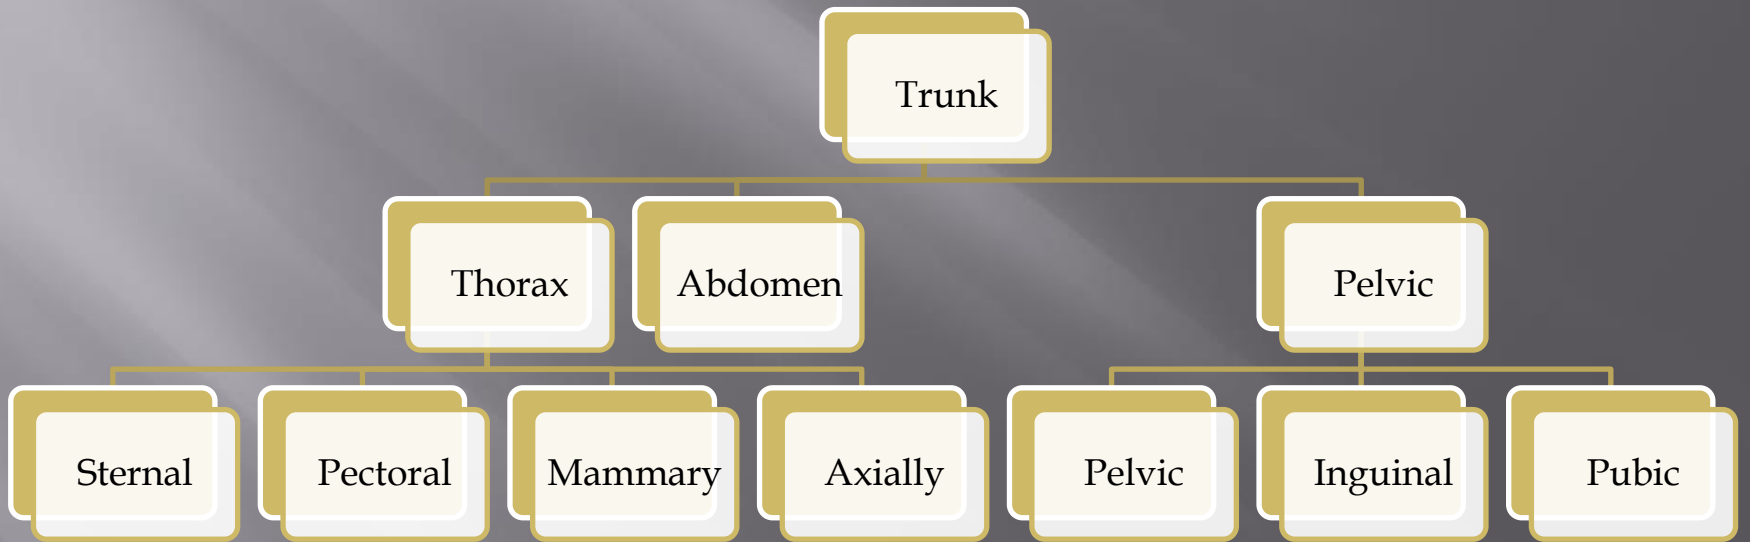 Trunk
Thorax
Abdomen
Pelvic
Sternal
Pectoral
Mammary
Axially
Pelvic
Inguinal
Pubic